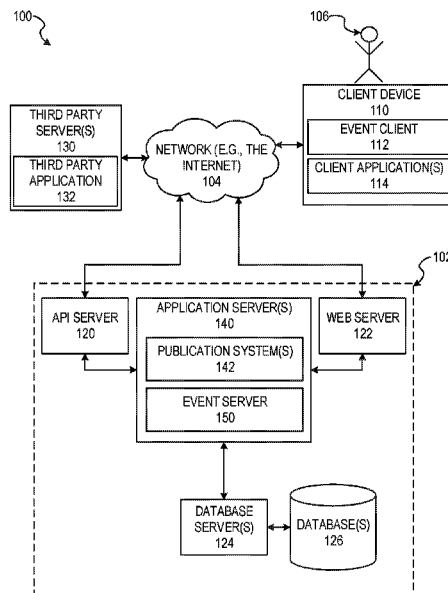 100
106
THIRD PARTY
SERVER(S)
130
THIRD PARTY
APPLICATION
132
NETWORK (E.G., THE
INTERNET)
104
CLIENT DEVICE
110
EVENT CLIENT
112
CLIENT APPLICATION(S)
114
102
API SERVER
120
APPLICATION SERVER(S)
140
PUBLICATION SYSTEM(S)
142
EVENT SERVER
150
WEB SERVER
122
DATABASE
SERVER(S)
124
DATABASE(S)
126